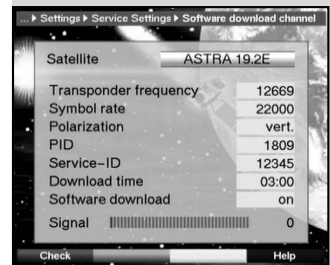 ... ▸ Settings ▸ Service Settings ▸ Software download channel
Satellite ASTRA 19.2E
Transponder frequency 12669
Symbol rate 22000
Polarization vert.
PID 1809
Service-ID 12345
Download time 03:00
Software download on
Signal 0
Check Help